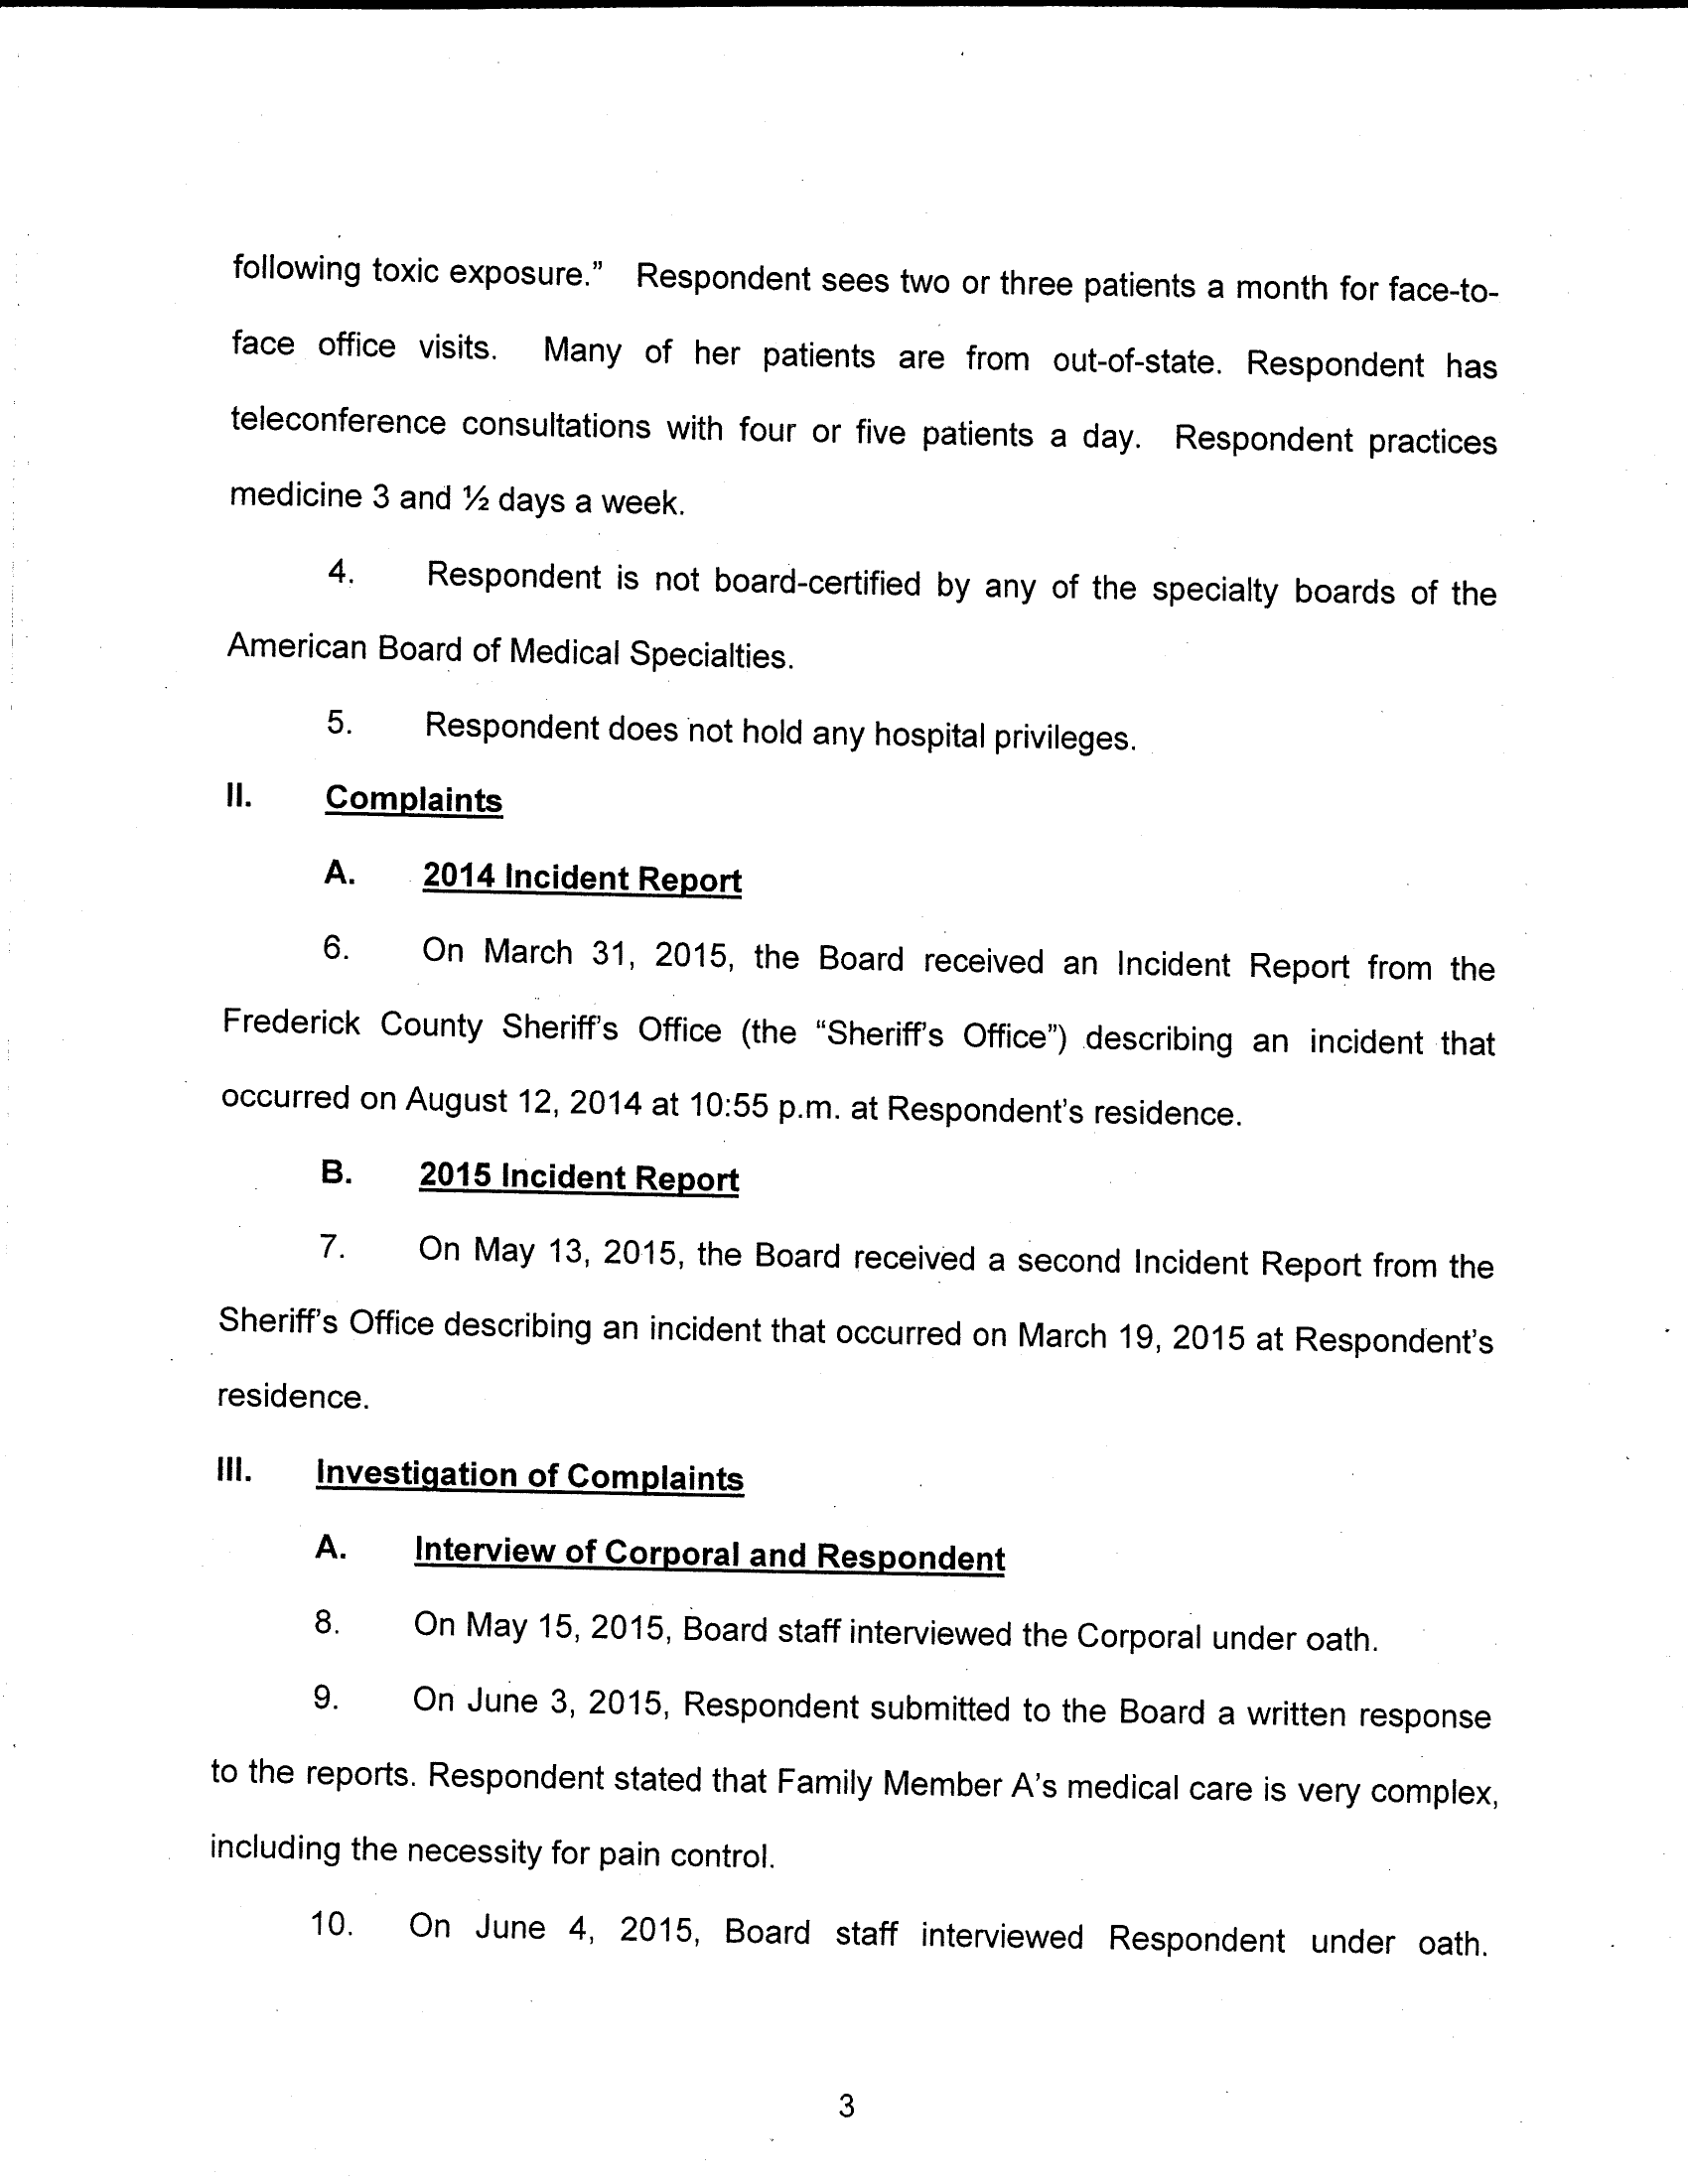 following toxic exposure.” Respondent sees two or three patients a month for face-to-
face office visits. Many of her patients are from out-of-state. Respondent has
teleconference consultations with four or five patients a day. Respondent practices
medicine 3 and ½ days a week.
4. Respondent is not board-certified by any of the specialty boards of the
American Board of Medical Specialties.
5. Respondent does not hold any hospital privileges.
II. Complaints
A. 2014 Incident Report
6. On March 31, 2015, the Board received an Incident Report from the
Frederick County Sheriff’s Office (the “Sheriff’s Office”) describing an incident that
occurred on August 12, 2014 at 10:55 p.m. at Respondent’s residence.
B. 2015 Incident Report
7. On May 13, 2015, the Board received a second Incident Report from the
Sheriff’s Office describing an incident that occurred on March 19, 2015 at Respondent’s
residence.
III. Investigation of Complaints
A. Interview of Corporal and Respondent
8. On May 15, 2015, Board staff interviewed the Corporal under oath.
9. On June 3, 2015, Respondent submitted to the Board a written response
to the reports. Respondent stated that Family Member A’s medical care is very complex,
including the necessity for pain control.
10. On June 4, 2015, Board staff interviewed Respondent under oath.
3